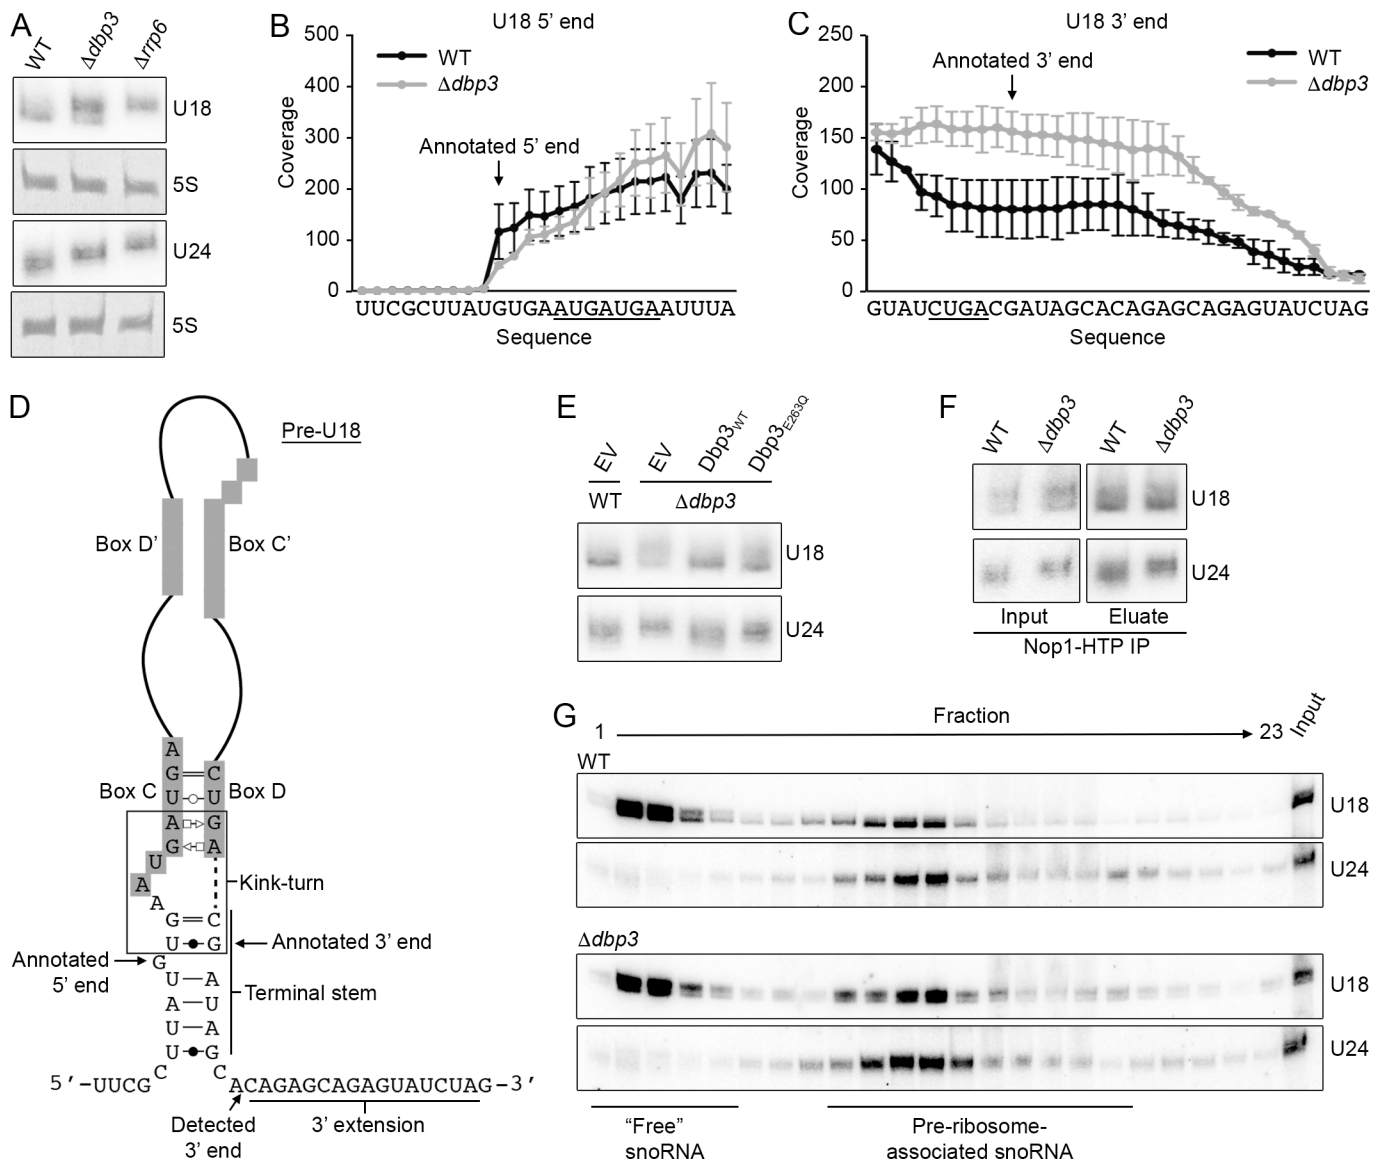 A
WT
Δdbp3
Δrrp6
U18
5S
U24
5S
B
U18 5’ end
500
400
300
200
100
0
Coverage
WT
Δdbp3
Annotated 5’ end
UUCGCUUAUGUGAAUGAUGAAUUUA
Sequence
C
U18 3’ end
250
200
150
100
50
0
Coverage
Annotated 3’ end
WT
Δdbp3
GUAUCUGACGAUAGCACAGAGCAGAGUAUCUAG
Sequence
D
Pre-U18
Box D’
Box C’
A
G C
Box C U U Box D
A G
G A
U
A
Kink-turn
A
G C
U G
Annotated 3’ end
Annotated
5’ end
G
U A
A U
Terminal stem
U A
U G
5’-UUCG
C
C
ACAGAGCAGAGUAUCUAG-3’
Detected
3’ end
3’ extension
E
EV
EV
Dbp3WT
Dbp3E263Q
WT
Δdbp3
U18
U24
F
WT
Δdbp3
WT
Δdbp3
U18
U24
Input
Eluate
Nop1-HTP IP
G
Fraction
1
23
Input
WT
U18
U24
Δdbp3
U18
U24
“Free”
snoRNA
Pre-ribosome-
associated snoRNA